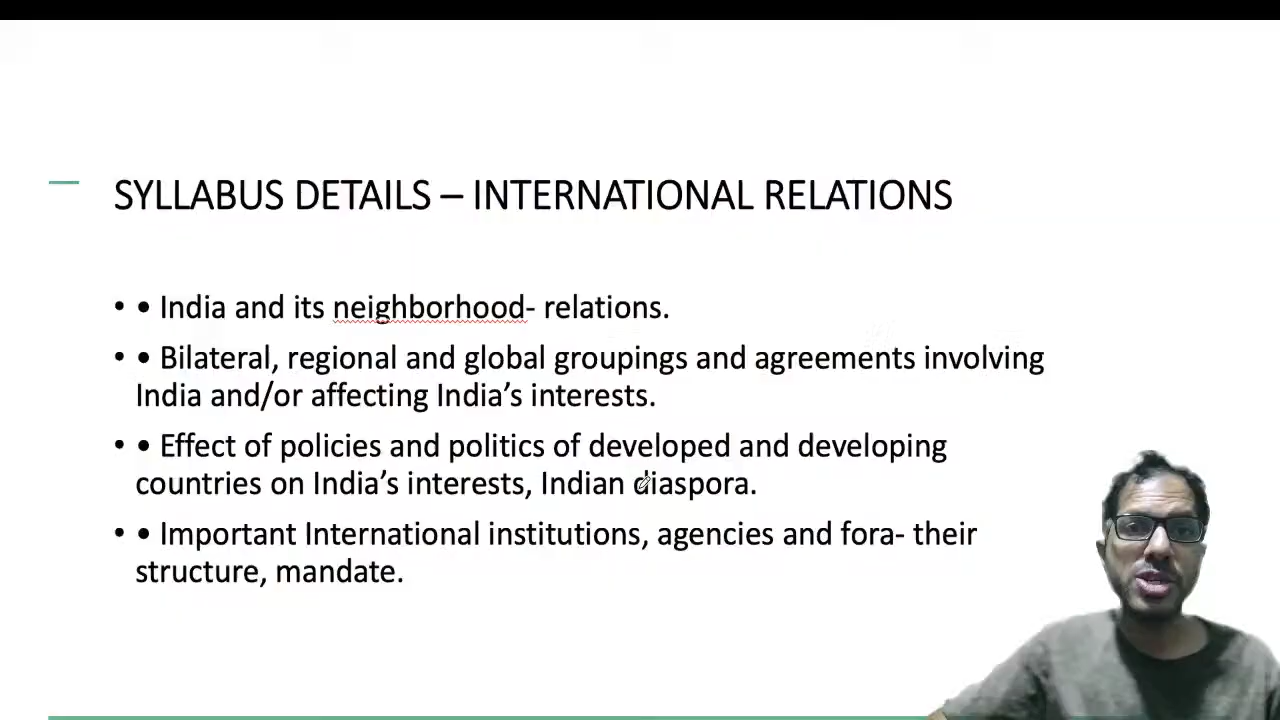 SYLLABUS DETAILS – INTERNATIONAL RELATIONS
• • India and its neighborhood- relations.
• • Bilateral, regional and global groupings and agreements involving
India and/or affecting India’s interests.
• • Effect of policies and politics of developed and developing
countries on India’s interests, Indian diaspora.
• • Important International institutions, agencies and fora- their
structure, mandate.